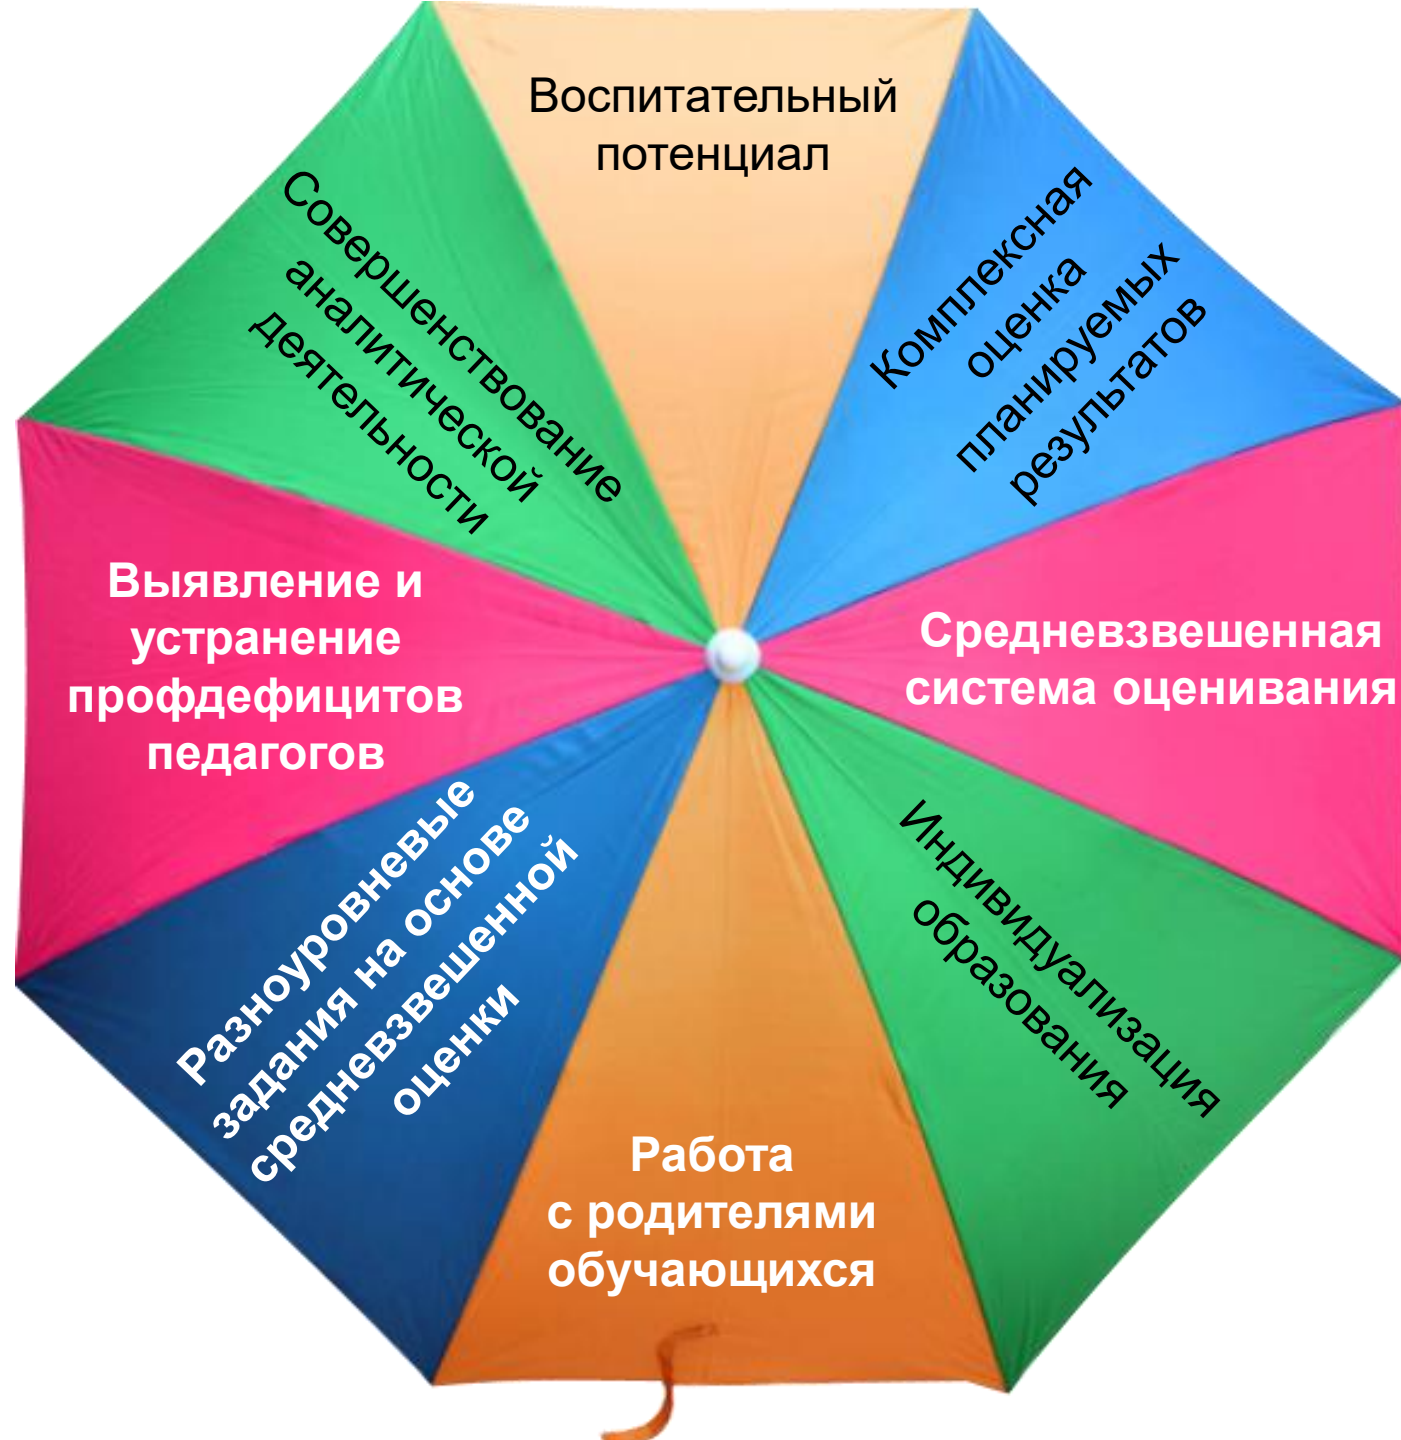 Воспитательный
потенциал
Комплексная
оценка
планируемых
результатов
Средневзвешенная
система оценивания
Индивидуализация
образования
Работа
с родителями
обучающихся
Разноуровневые
задания на основе
средневзвешенной
оценки
Выявление и
устранение
профдефицитов
педагогов
Совершенствование
аналитической
деятельности